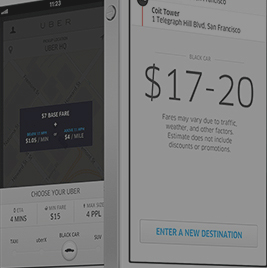 11:23
UBER
$7 BASE FARE
$1.05 / MIN
$4 / MILE
CHOOSE YOUR UBER
ETA
4 MINS
MIN FARE
$15
MAX SIZE
4 PPL
TAXI
uberX
BLACK CAR
SUV
Coit Tower
1 Telegraph Hill Blvd, San Francisco
BLACK CAR
$17-20
Fares may vary due to traffic,
weather, and other factors.
Estimate does not include
discounts or promotions.
ENTER A NEW DESTINATION